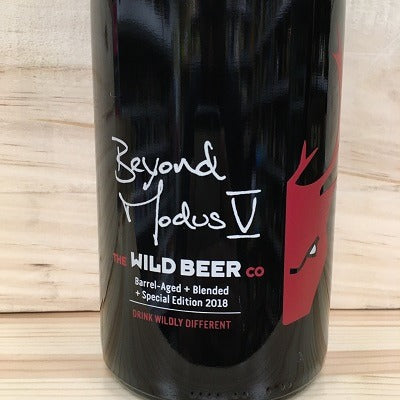 Beyond
Modus V
THE WILD BEER CO
Barrel-Aged + Blended
+ Special Edition 2018
DRINK WILDLY DIFFERENT